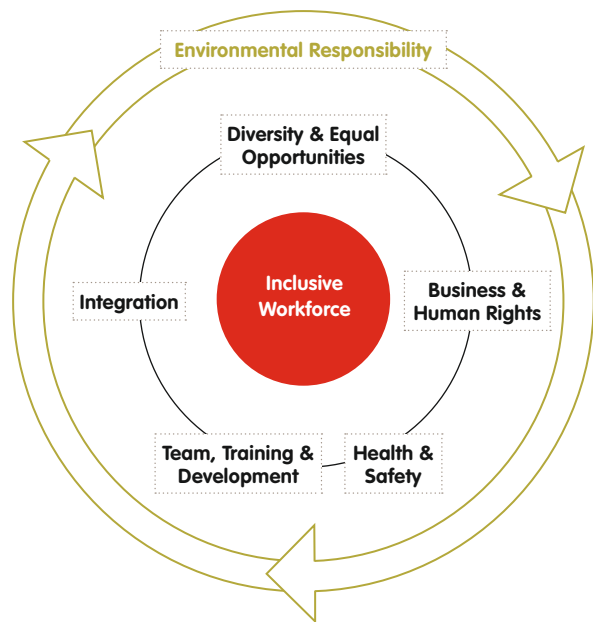 Environmental Responsibility
Diversity & Equal
Opportunities
Inclusive
Workforce
Integration
Business &
Human Rights
Team, Training &
Development
Health &
Safety